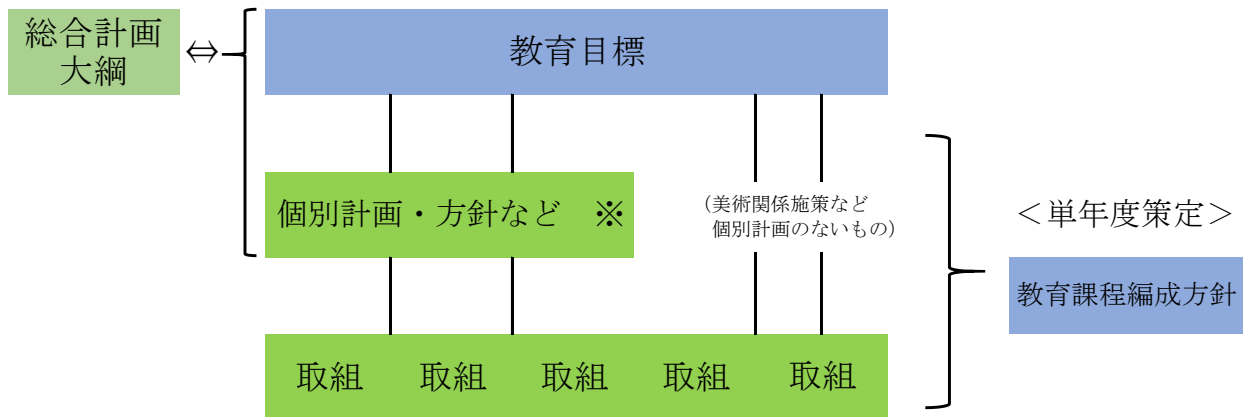 総合計画
大綱
⇔
教育目標
個別計画・方針など　※
（美術関係施策など
個別計画のないもの）
＜単年度策定＞
教育課程編成方針
取組　取組　取組　取組　取組